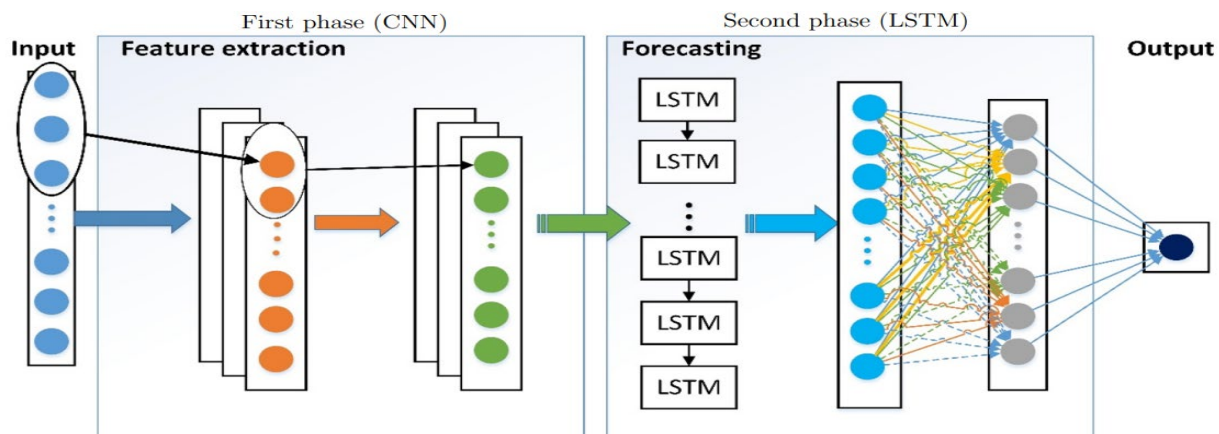 First phase (CNN)
Second phase (LSTM)
Input
Feature extraction
Forecasting
Output
LSTM
LSTM
LSTM
LSTM
LSTM